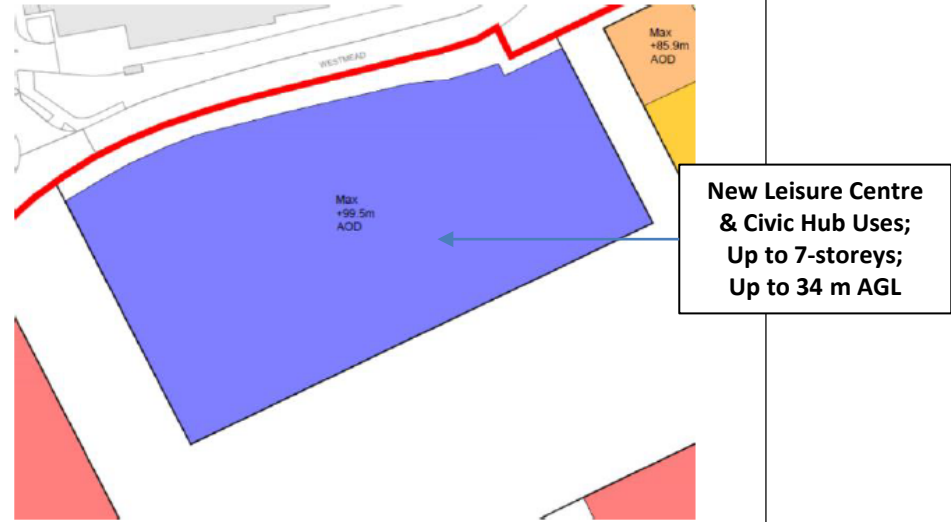 WESTMEAD
Max
+85.9m
AOD
Max
+99.5m
AOD
New Leisure Centre
& Civic Hub Uses;
Up to 7-storeys;
Up to 34 m AGL